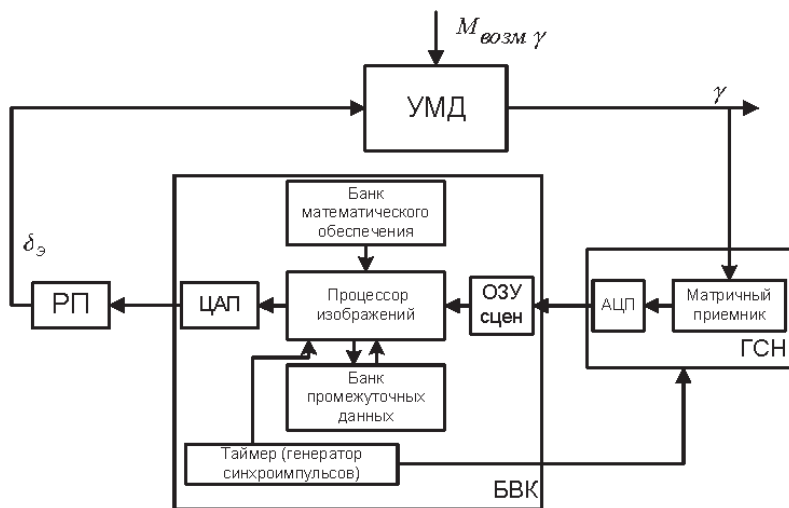 M возм γ
УМД
γ
Банк
математического
обеспечения
δэ
РП
ЦАП
Процессор
изображений
ОЗУ
сцен
АЦП
Матричный
приемник
ГСН
Банк
промежуточных
данных
Таймер (генератор
синхроимпульсов)
БВК